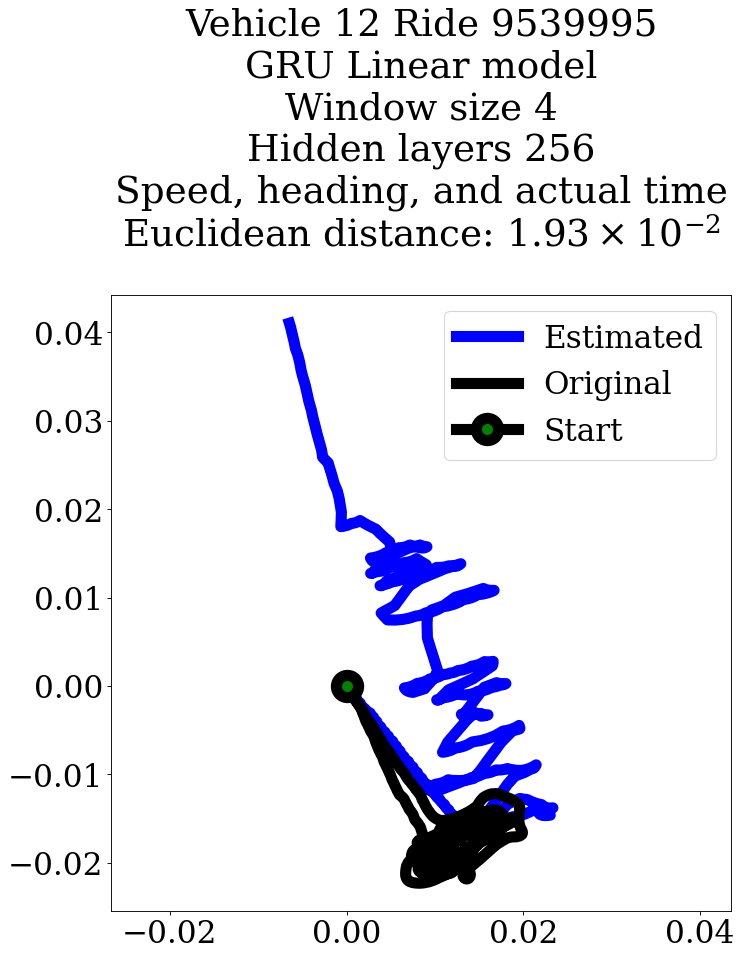 Vehicle 12 Ride 9539995
GRU Linear model
Window size 4
Hidden layers 256
Speed, heading, and actual time
Euclidean distance: 1.93 × 10⁻²
Estimated
Original
Start
0.04
0.03
0.02
0.01
0.00
−0.01
−0.02
−0.02 0.00 0.02 0.04